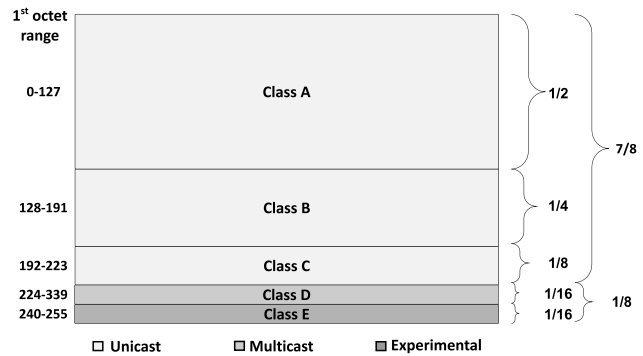 1st octet
range
0-127
Class A
1/2
7/8
128-191
Class B
1/4
192-223
Class C
1/8
224-339
Class D
1/16
1/8
240-255
Class E
1/16
Unicast
Multicast
Experimental